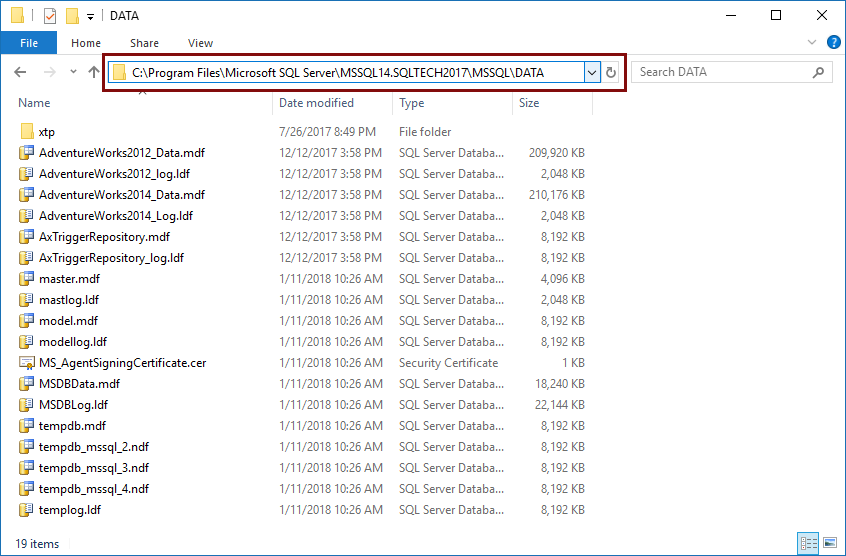 DATA
File Home Share View
C:\Program Files\Microsoft SQL Server\MSSQL14.SQLTECH2017\MSSQL\DATA Search DATA
Name Date modified Type Size
xtp 7/26/2017 8:49 PM File folder
AdventureWorks2012_Data.mdf 12/12/2017 3:58 PM SQL Server Databa... 209,920 KB
AdventureWorks2012_log.ldf 12/12/2017 3:58 PM SQL Server Databa... 2,048 KB
AdventureWorks2014_Data.mdf 12/12/2017 3:58 PM SQL Server Databa... 210,176 KB
AdventureWorks2014_Log.ldf 12/12/2017 3:58 PM SQL Server Databa... 2,048 KB
AxTriggerRepository.mdf 12/12/2017 3:58 PM SQL Server Databa... 8,192 KB
AxTriggerRepository_log.ldf 12/12/2017 3:58 PM SQL Server Databa... 8,192 KB
master.mdf 1/11/2018 10:26 AM SQL Server Databa... 4,096 KB
mastlog.ldf 1/11/2018 10:26 AM SQL Server Databa... 2,048 KB
model.mdf 1/11/2018 10:26 AM SQL Server Databa... 8,192 KB
modellog.ldf 1/11/2018 10:26 AM SQL Server Databa... 8,192 KB
MS_AgentSigningCertificate.cer 1/11/2018 10:26 AM Security Certificate 1 KB
MSDBData.mdf 1/11/2018 10:26 AM SQL Server Databa... 18,240 KB
MSDBLog.ldf 1/11/2018 10:26 AM SQL Server Databa... 22,144 KB
tempdb.mdf 1/11/2018 10:26 AM SQL Server Databa... 8,192 KB
tempdb_mssql_2.ndf 1/11/2018 10:26 AM SQL Server Databa... 8,192 KB
tempdb_mssql_3.ndf 1/11/2018 10:26 AM SQL Server Databa... 8,192 KB
tempdb_mssql_4.ndf 1/11/2018 10:26 AM SQL Server Databa... 8,192 KB
templog.ldf 1/11/2018 10:26 AM SQL Server Databa... 8,192 KB
19 items